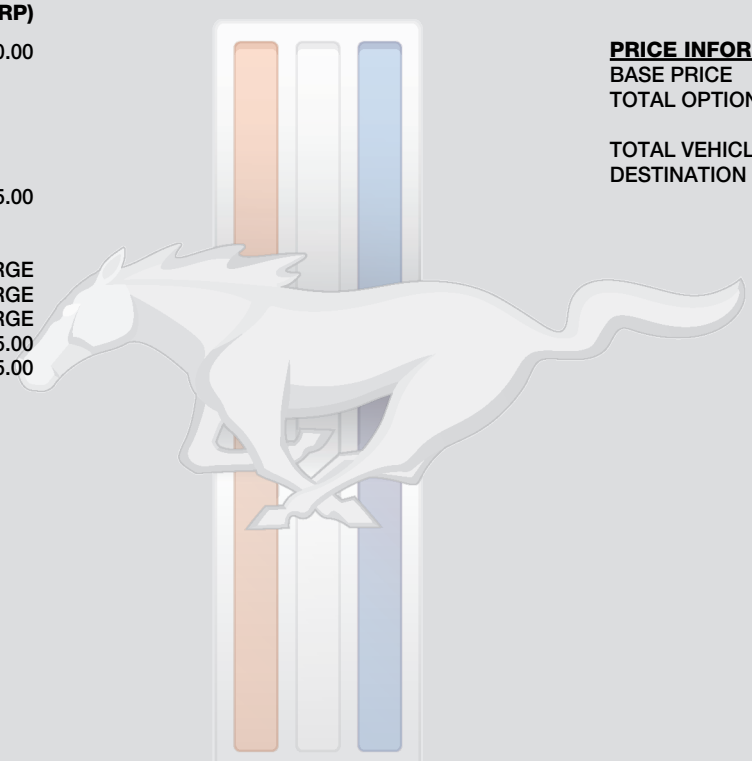 RP)
0.00
5.00
RGE
RGE
RGE
5.00
5.00
PRICE INFOR
BASE PRICE
TOTAL OPTION
TOTAL VEHICL
DESTINATION